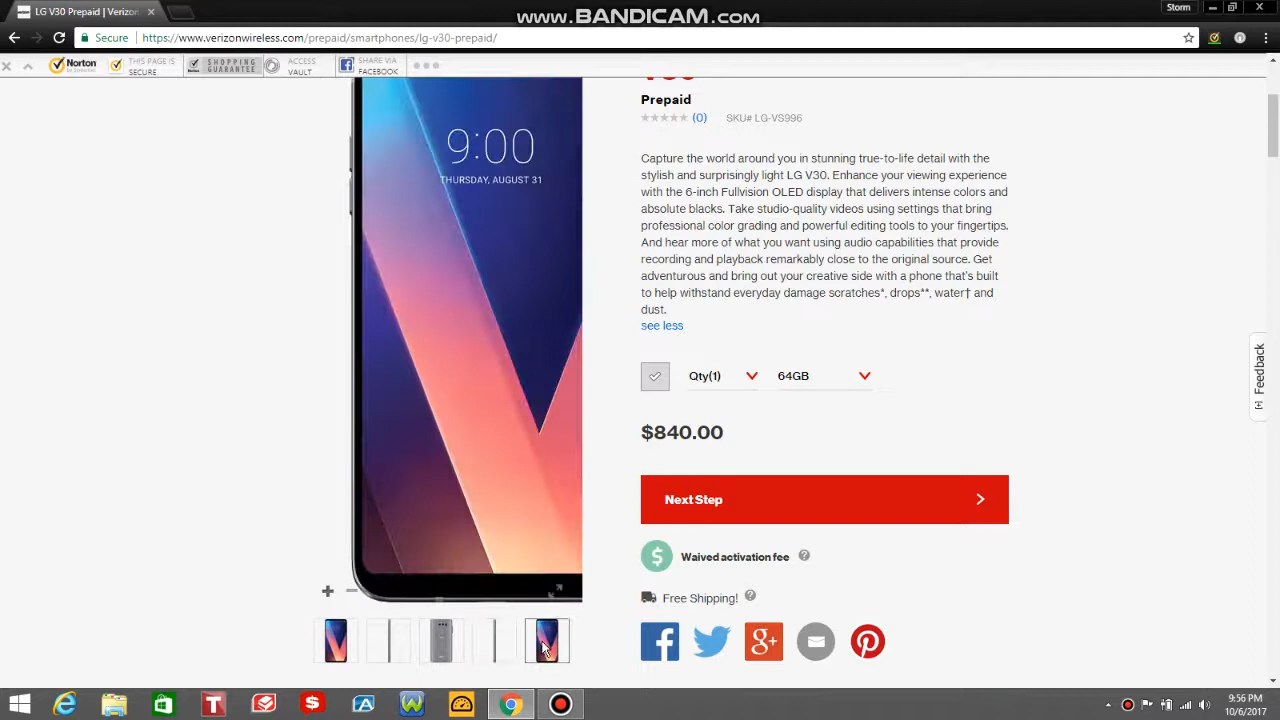 www.BANDICAM.com
LG V30 Prepaid | Verizon
Storm
Secure
https://www.verizonwireless.com/prepaid/smartphones/lg-v30-prepaid/
Norton
by Symantec
THIS PAGE IS
SECURE
SHOPPING
GUARANTEE
ACCESS
VAULT
SHARE VIA
FACEBOOK
Prepaid
(0) SKU# LG-VS996
Capture the world around you in stunning true-to-life detail with the
stylish and surprisingly light LG V30. Enhance your viewing experience
with the 6-inch Fullvision OLED display that delivers intense colors and
absolute blacks. Take studio-quality videos using settings that bring
professional color grading and powerful editing tools to your fingertips.
And hear more of what you want using audio capabilities that provide
recording and playback remarkably close to the original source. Get
adventurous and bring out your creative side with a phone that's built
to help withstand everyday damage scratches*, drops**, water† and
dust.
see less
9:00
THURSDAY, AUGUST 31
Qty(1) 64GB
$840.00
Next Step
Waived activation fee
Free Shipping!
[+] Feedback
9:56 PM
10/6/2017